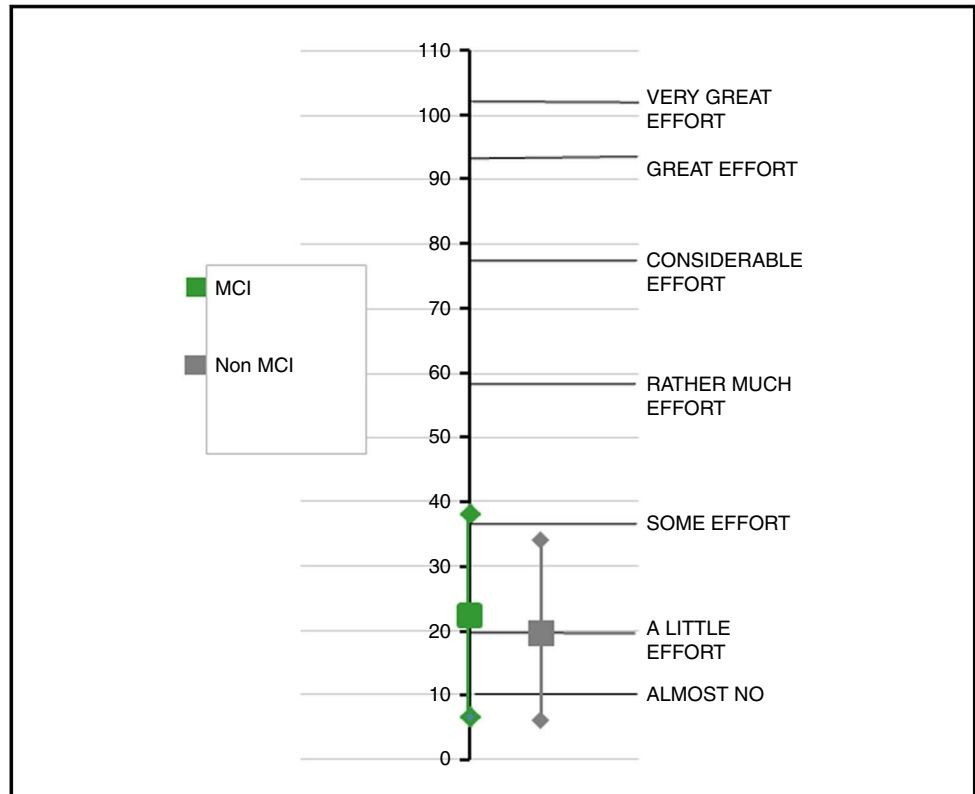 110
VERY GREAT
EFFORT
100
GREAT EFFORT
90
80
CONSIDERABLE
EFFORT
MCI
70
Non MCI
60
RATHER MUCH
EFFORT
50
40
SOME EFFORT
30
20
A LITTLE
EFFORT
10
ALMOST NO
0